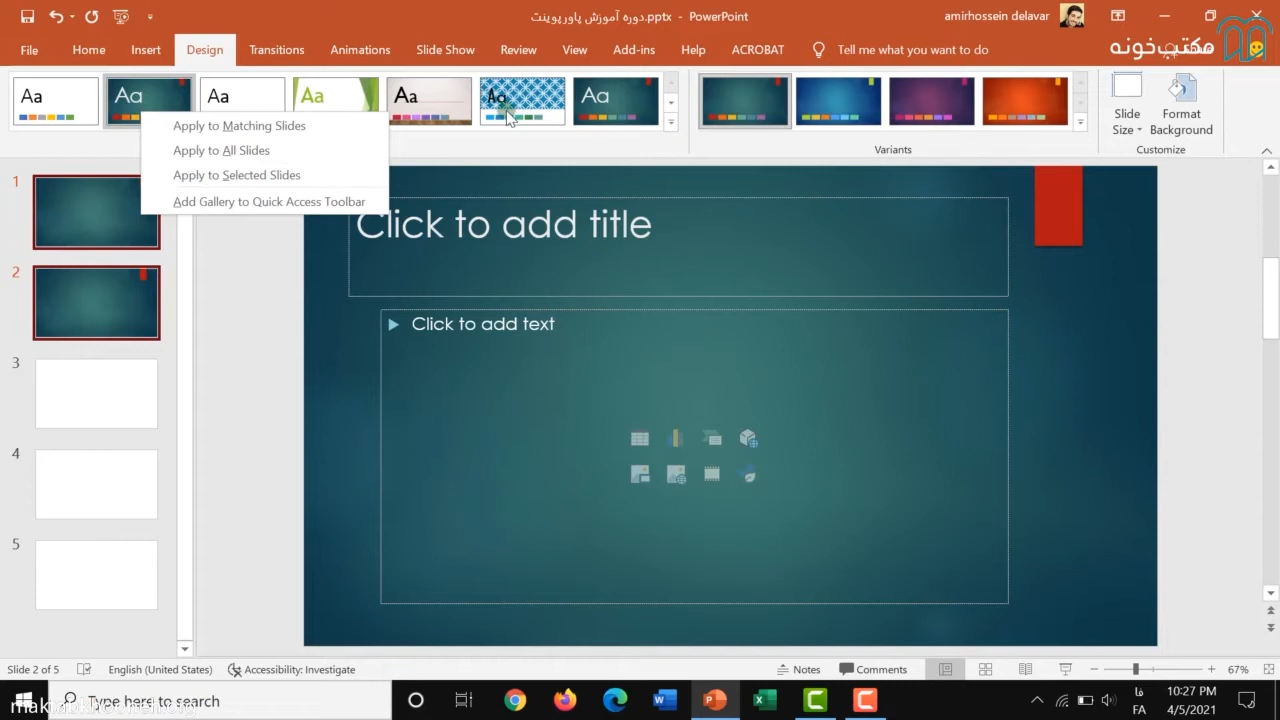 دوره آموزش پاورپوینت.pptx - PowerPoint
amirhossein delavar
File Home Insert Design Transitions Animations Slide Show Review View Add-ins Help ACROBAT Tell me what you want to do
مکتب‌خونه
Aa Aa Aa Aa Aa Aa Aa
Slide Size
Format Background
Variants
Customize
Apply to Matching Slides
Apply to All Slides
Apply to Selected Slides
Add Gallery to Quick Access Toolbar
1
2
3
4
5
Click to add title
Click to add text
Slide 2 of 5 English (United States) Accessibility: Investigate Notes Comments 67%
Type here to search
فا
FA
10:27 PM
4/5/2021